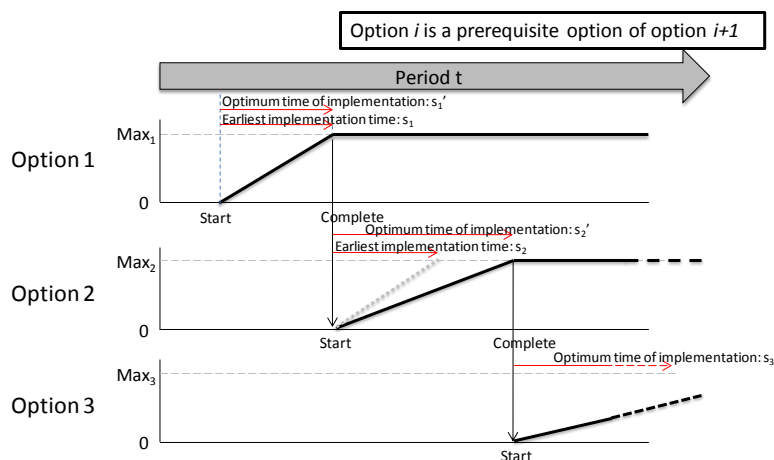 Option i is a prerequisite option of option i+1
Period t
Optimum time of implementation: s1'
Earliest implementation time: s1
Max1
Option 1
0
Start
Complete
Optimum time of implementation: s2'
Earliest implementation time: s2
Max2
Option 2
0
Start
Complete
Optimum time of implementation: s3
Max3
Option 3
0
Start